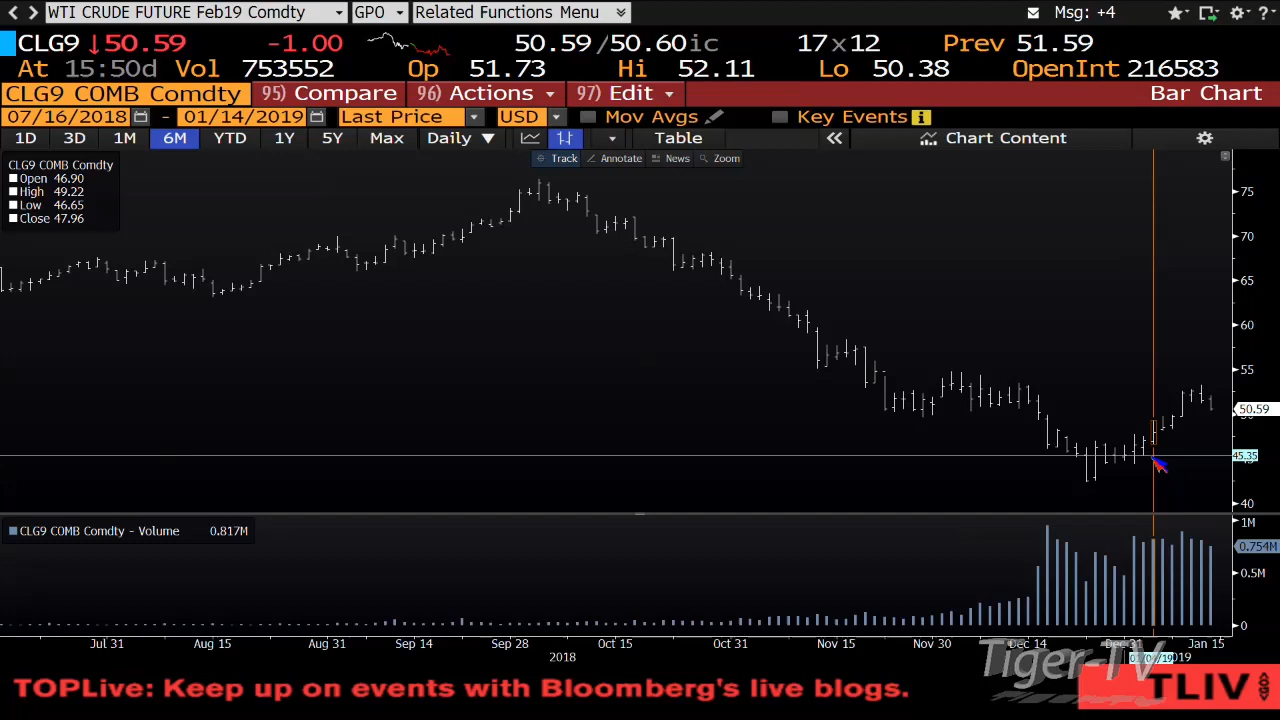 WTI CRUDE FUTURE Feb19 Comdty GPO Related Functions Menu Msg: +4
CLG9 ↓50.59 -1.00 50.59/50.60ic 17x12 Prev 51.59
At 15:50d Vol 753552 Op 51.73 Hi 52.11 Lo 50.38 OpenInt 216583
CLG9 COMB Comdty 95) Compare 96) Actions 97) Edit Bar Chart
07/16/2018 - 01/14/2019 Last Price USD Mov Avgs Key Events
1D 3D 1M 6M YTD 1Y 5Y Max Daily ▼ Table « Chart Content
Track Annotate News Zoom
CLG9 COMB Comdty
Open 46.90
High 49.22
Low 46.65
Close 47.96
75
70
65
60
55
50.59
45.35
40
CLG9 COMB Comdty - Volume 0.817M
1M
0.754M
0.5M
0
Jul 31 Aug 15 Aug 31 Sep 14 Sep 28 Oct 15 Oct 31 Nov 15 Nov 30 Dec 14 Dec 31 Jan 15
2018 2019
Tiger-TV
TOPLive: Keep up on events with Bloomberg's live blogs.
TLIV